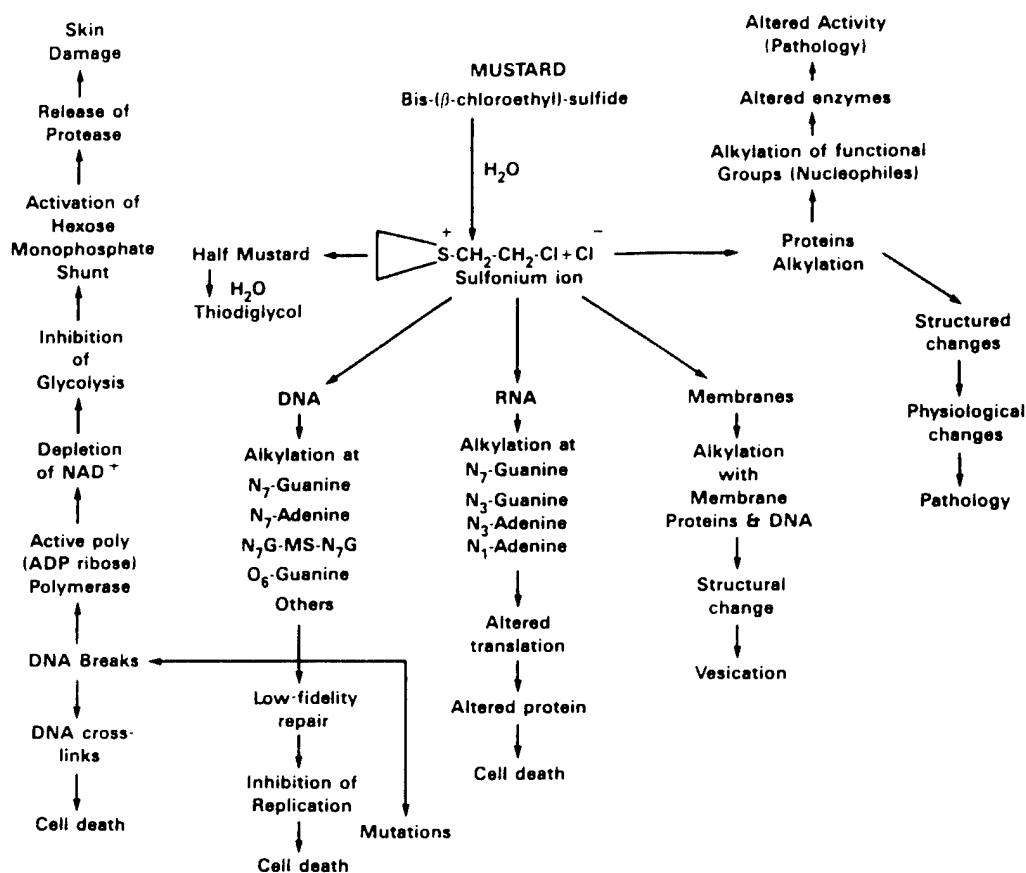 MUSTARD
Bis-(β-chloroethyl)-sulfide
H₂O
S⁺-CH₂-CH₂-Cl + Cl⁻
Sulfonium ion
Half Mustard
H₂O
Thiodiglycol
Proteins
Alkylation
Alkylation of functional
Groups (Nucleophiles)
Altered enzymes
Altered Activity
(Pathology)
Structured
changes
Physiological
changes
Pathology
DNA
Alkylation at
N₇-Guanine
N₇-Adenine
N₇G-MS-N₇G
O₆-Guanine
Others
Low-fidelity
repair
Inhibition of
Replication
Cell death
Mutations
RNA
Alkylation at
N₇-Guanine
N₃-Guanine
N₃-Adenine
N₁-Adenine
Altered
translation
Altered protein
Cell death
Membranes
Alkylation
with
Membrane
Proteins & DNA
Structural
change
Vesication
DNA Breaks
DNA cross-
links
Cell death
Active poly
(ADP ribose)
Polymerase
Depletion
of NAD⁺
Inhibition
of
Glycolysis
Activation of
Hexose
Monophosphate
Shunt
Release of
Protease
Skin
Damage